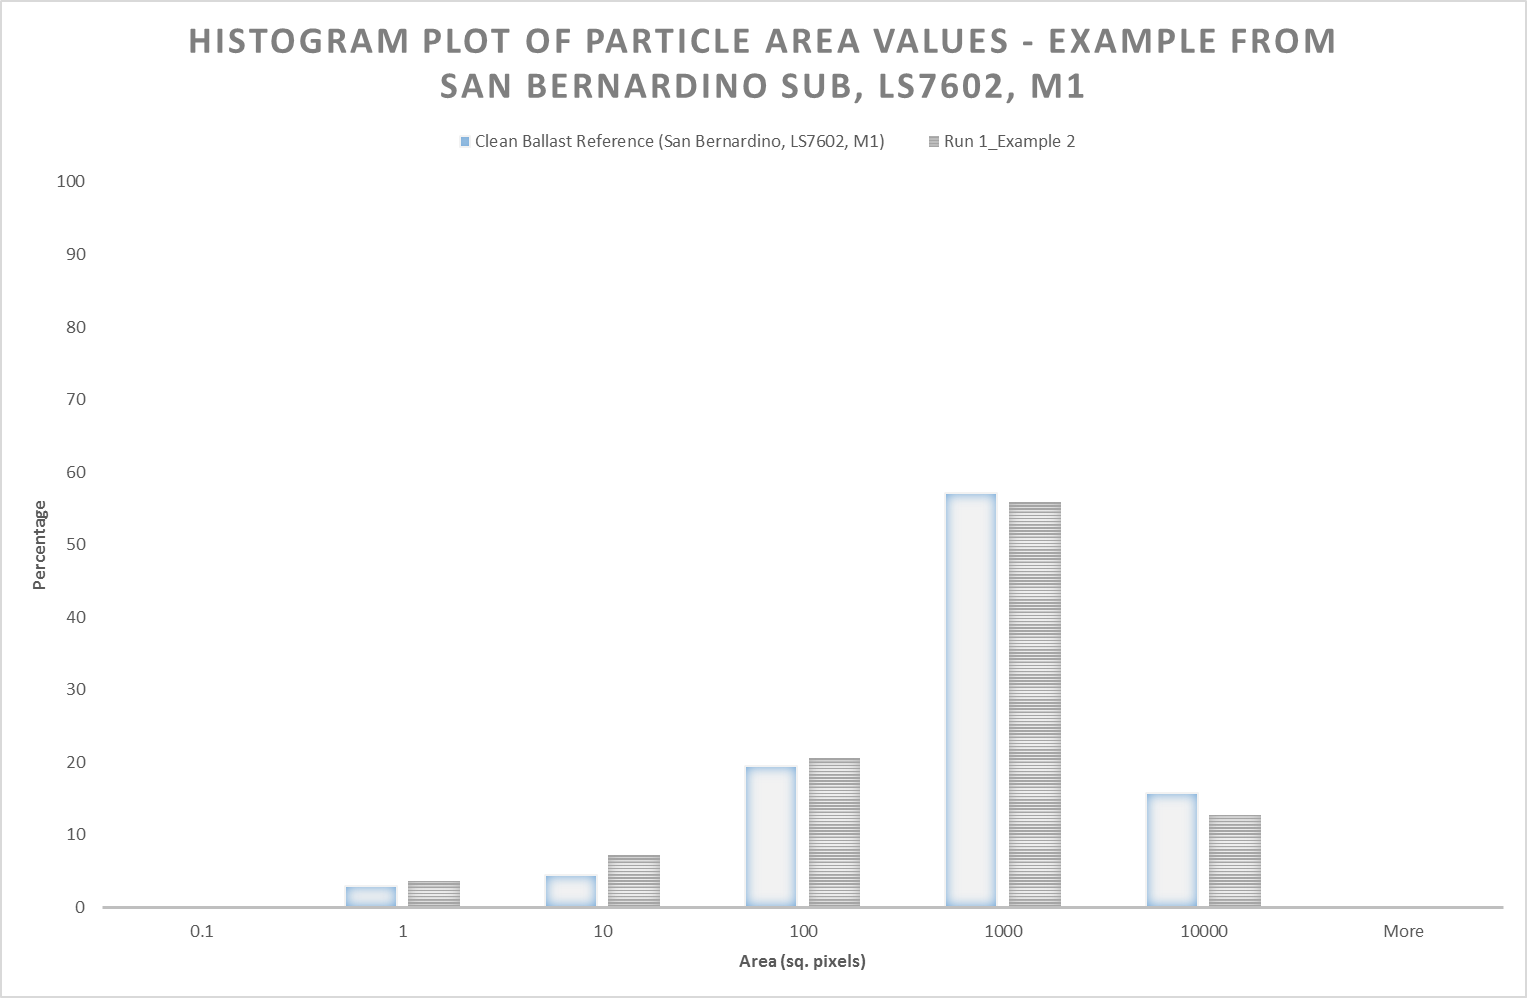 HISTOGRAM PLOT OF PARTICLE AREA VALUES - EXAMPLE FROM
SAN BERNARDINO SUB, LS7602, M1
Clean Ballast Reference (San Bernardino, LS7602, M1)
Run 1_Example 2
100
90
80
70
60
50
40
30
20
10
0
Percentage
0.1
1
10
100
1000
10000
More
Area (sq. pixels)